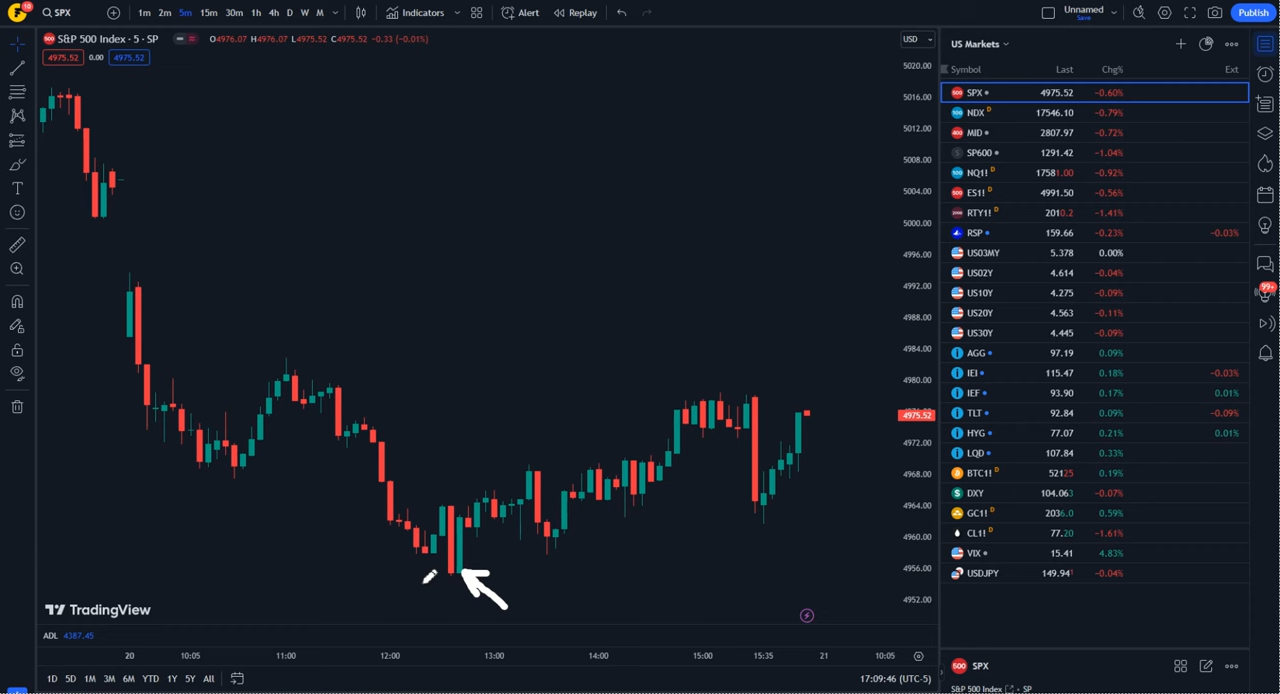 10 SPX 1m 2m 5m 15m 30m 1h 4h D W M Indicators Alert Replay Unnamed Save Publish
S&P 500 Index · 5 · SP O4976.07 H4976.07 L4975.52 C4975.52 −0.33 (−0.01%) USD
4975.52 0.00 4975.52
5020.00
5016.00
5012.00
5008.00
5004.00
5000.00
4996.00
4992.00
4988.00
4984.00
4980.00
4975.52
4972.00
4968.00
4964.00
4960.00
4956.00
4952.00
TradingView
ADL 4387.45
20 10:05 11:00 12:00 13:00 14:00 15:00 15:35 21 10:05
1D 5D 1M 3M 6M YTD 1Y 5Y All 17:09:46 (UTC-5)
US Markets
Symbol Last Chg% Ext
SPX 4975.52 −0.60%
NDX D 17546.10 −0.79%
MID 2807.97 −0.72%
SP600 1291.42 −1.04%
NQ1! D 17581.00 −0.92%
ES1! D 4991.50 −0.56%
RTY1! D 2010.2 −1.41%
RSP 159.66 −0.23% −0.03%
US03MY 5.378 0.00%
US02Y 4.614 −0.04%
US10Y 4.275 −0.09%
US20Y 4.563 −0.11%
US30Y 4.445 −0.09%
AGG 97.19 0.09%
IEI 115.47 0.18% −0.03%
IEF 93.90 0.17% 0.01%
TLT 92.84 0.09% −0.09%
HYG 77.07 0.21% 0.01%
LQD 107.84 0.33%
BTC1! D 52125 0.19%
DXY 104.063 −0.07%
GC1! D 2036.0 0.59%
CL1! D 77.20 −1.61%
VIX 15.41 4.83%
USDJPY 149.941 −0.04%
99+
SPX
S&P 500 Index · SP